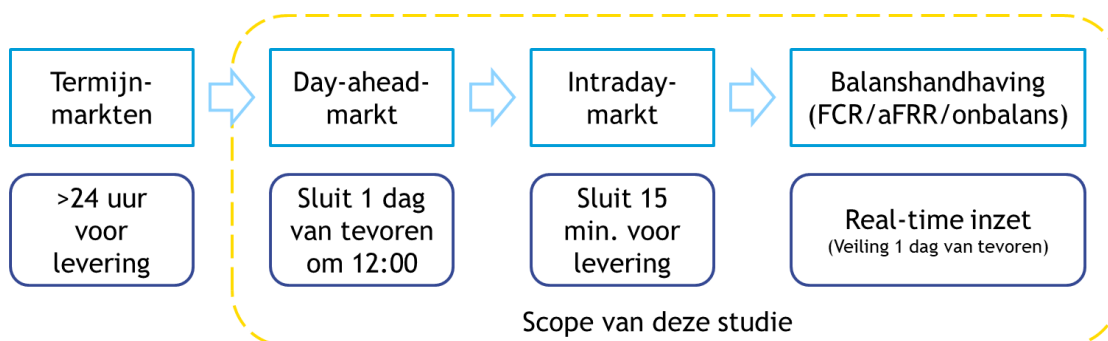 Termijn-
markten
Day-ahead-
markt
Intraday-
markt
Balanshandhaving
(FCR/aFRR/onbalans)
>24 uur
voor
levering
Sluit 1 dag
van tevoren
om 12:00
Sluit 15
min. voor
levering
Real-time inzet
(Veiling 1 dag van tevoren)
Scope van deze studie